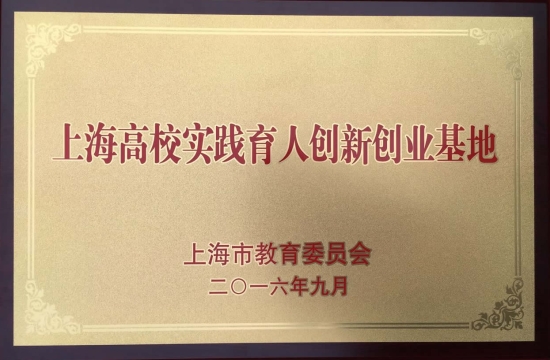 上海高校实践育人创新创业基地
上海市教育委员会
二〇一六年九月